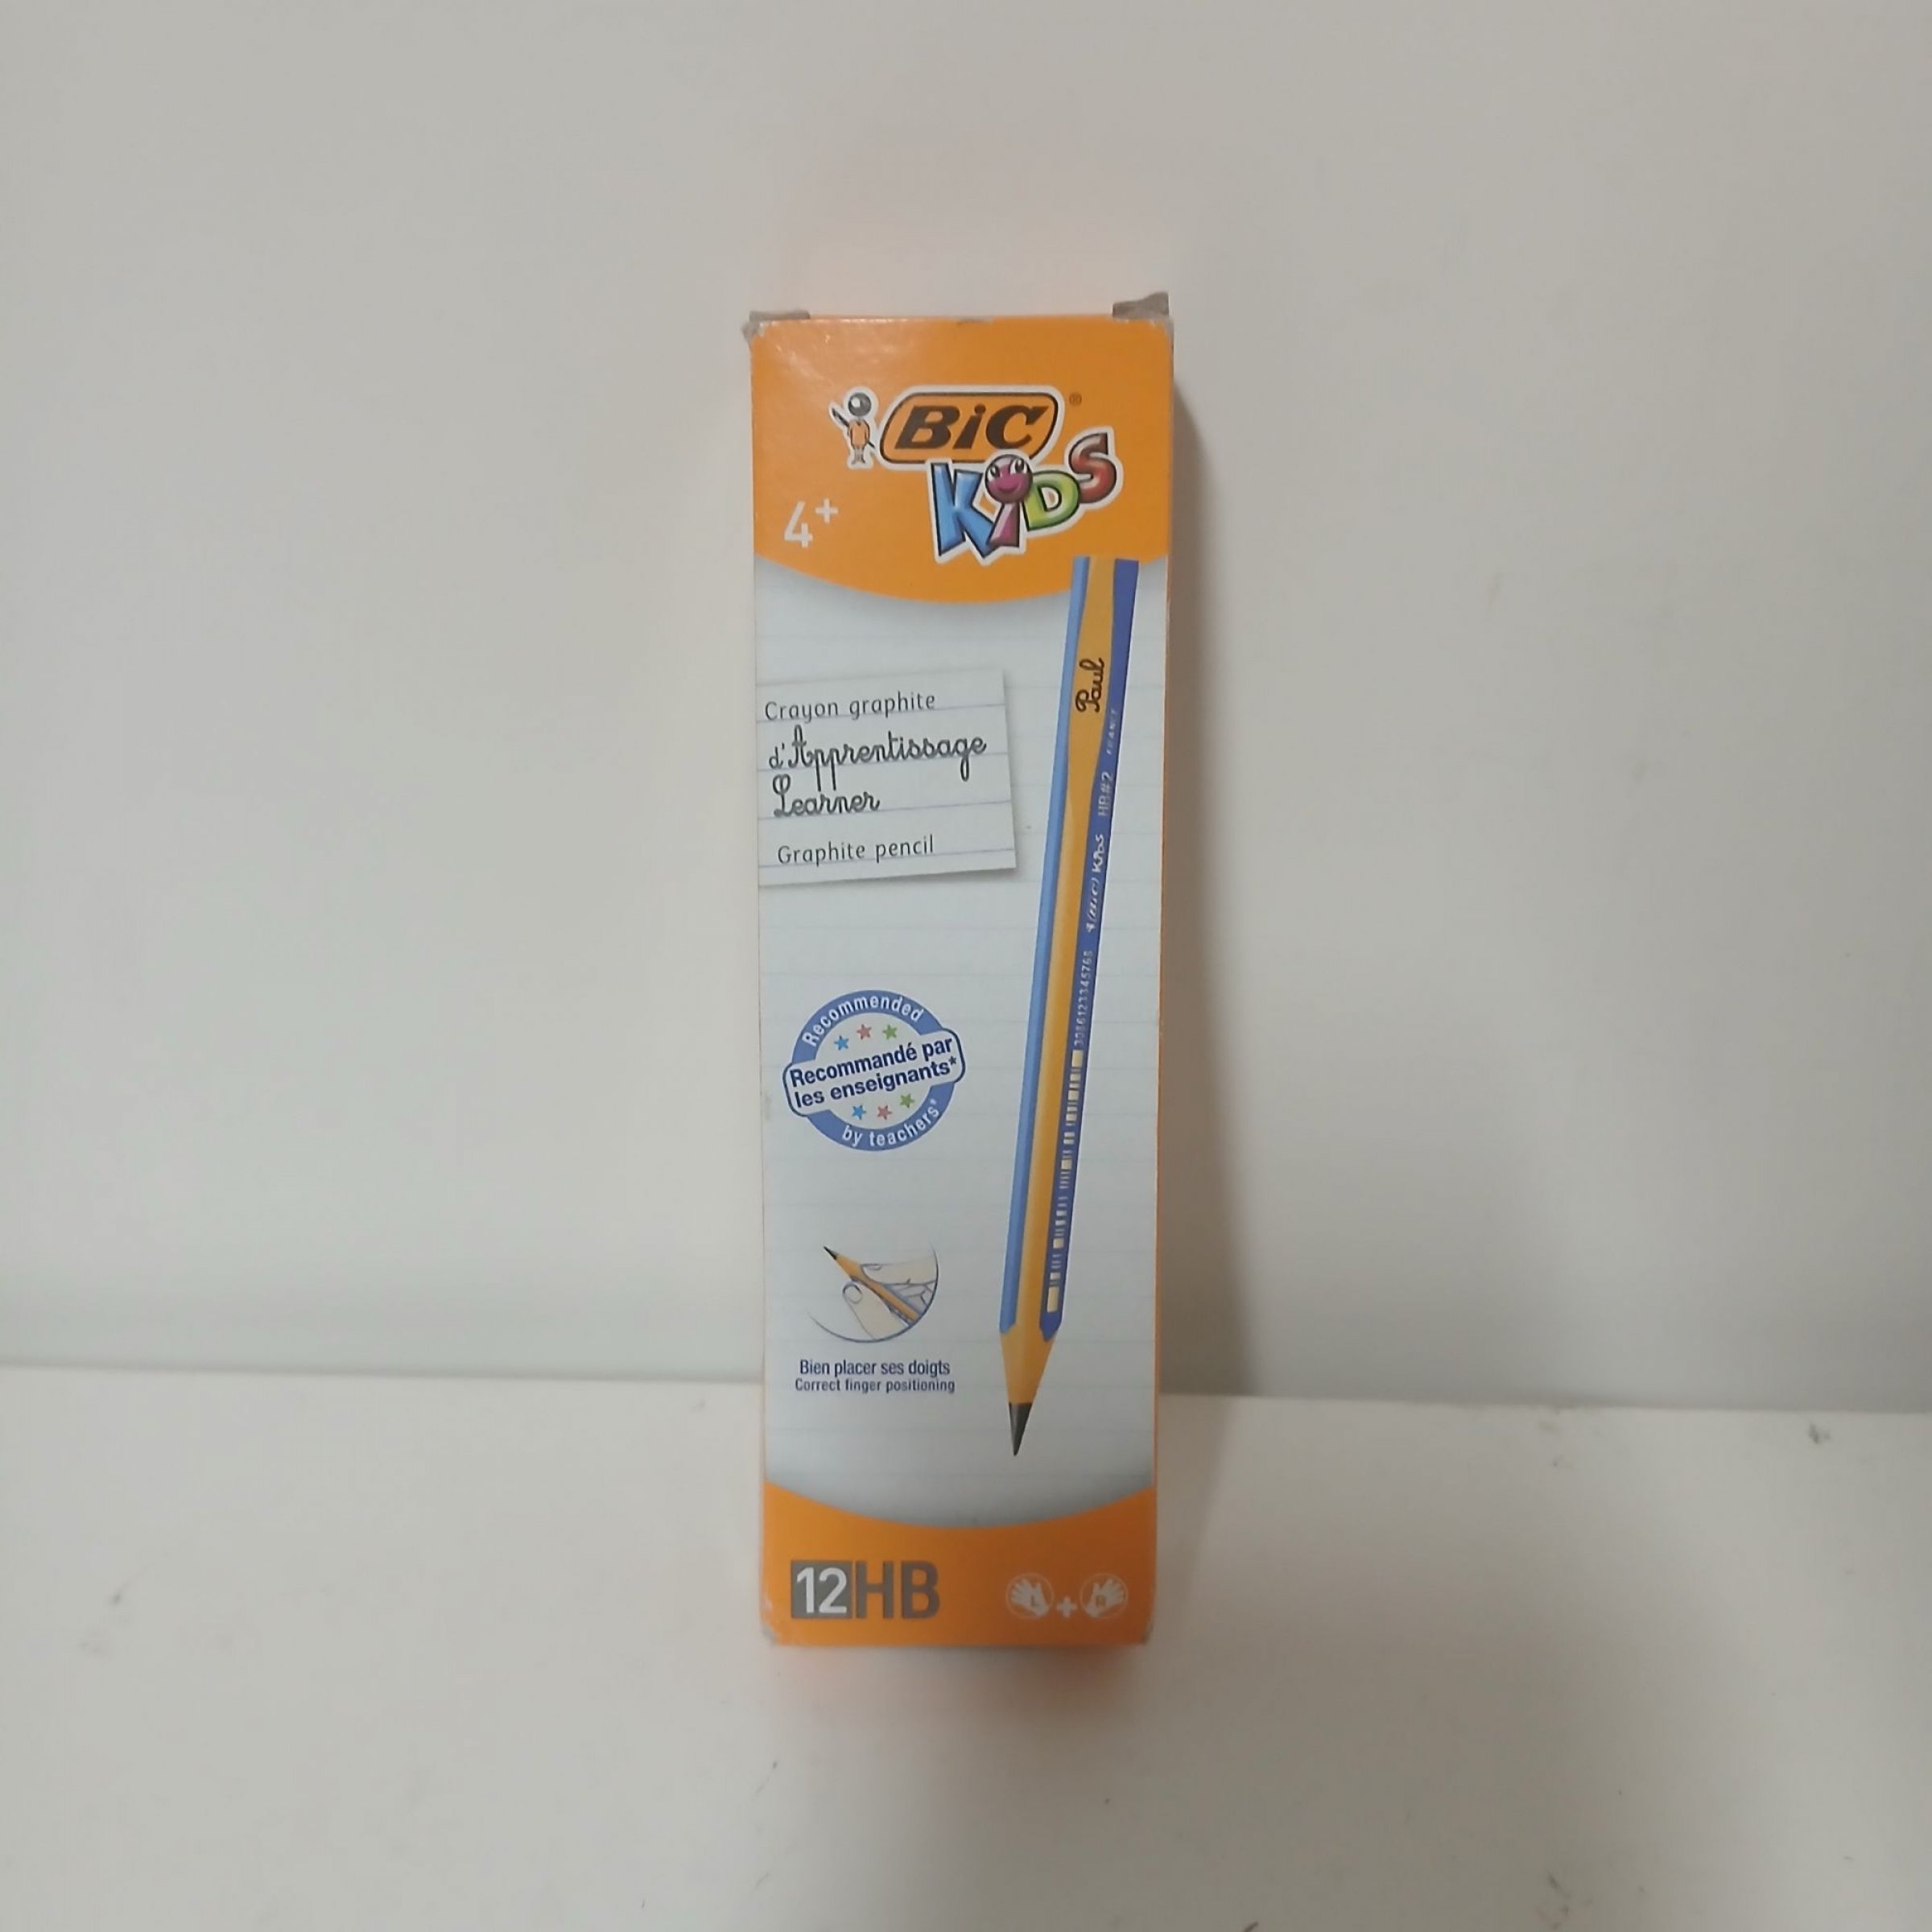 BiC®
KiDS
4+
Crayon graphite
d'Apprentissage
Learner
Graphite pencil
Paul
FRANCE
HB#2
BiC KiDS
Recommended
Recommandé par
les enseignants*
by teachers*
Bien placer ses doigts
Correct finger positioning
12HB
L + R